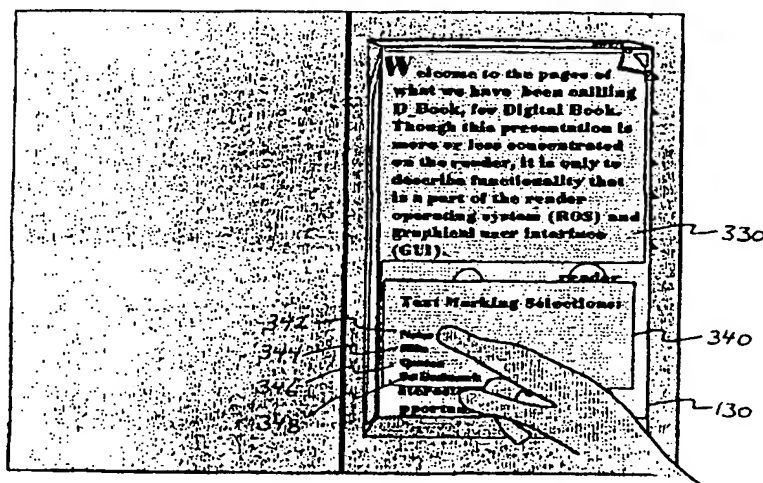 Welcome to the pages of
what we have been callling
D_Book, for Digital Book.
Though this presentation is
more or less concentrated
on the reader, it is only to
describe functionality that
is a part of the reader
operating system (ROS) and
graphical user interface
(GUI).
330
reader
Text Marking Selections:
342
340
344
346
348
130